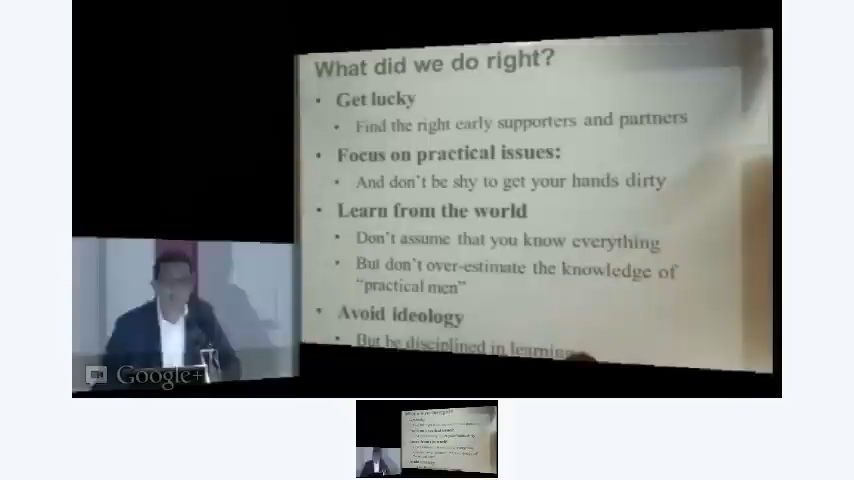 What did we do right?
• Get lucky
• Find the right early supporters and partners
• Focus on practical issues:
• And don't be shy to get your hands dirty
• Learn from the world
• Don't assume that you know everything
• But don't over-estimate the knowledge of
"practical men"
• Avoid ideology
• But be disciplined in learning
Google+